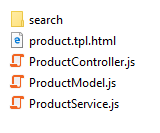 search
product.tpl.html
ProductController.js
ProductModel.js
ProductService.js